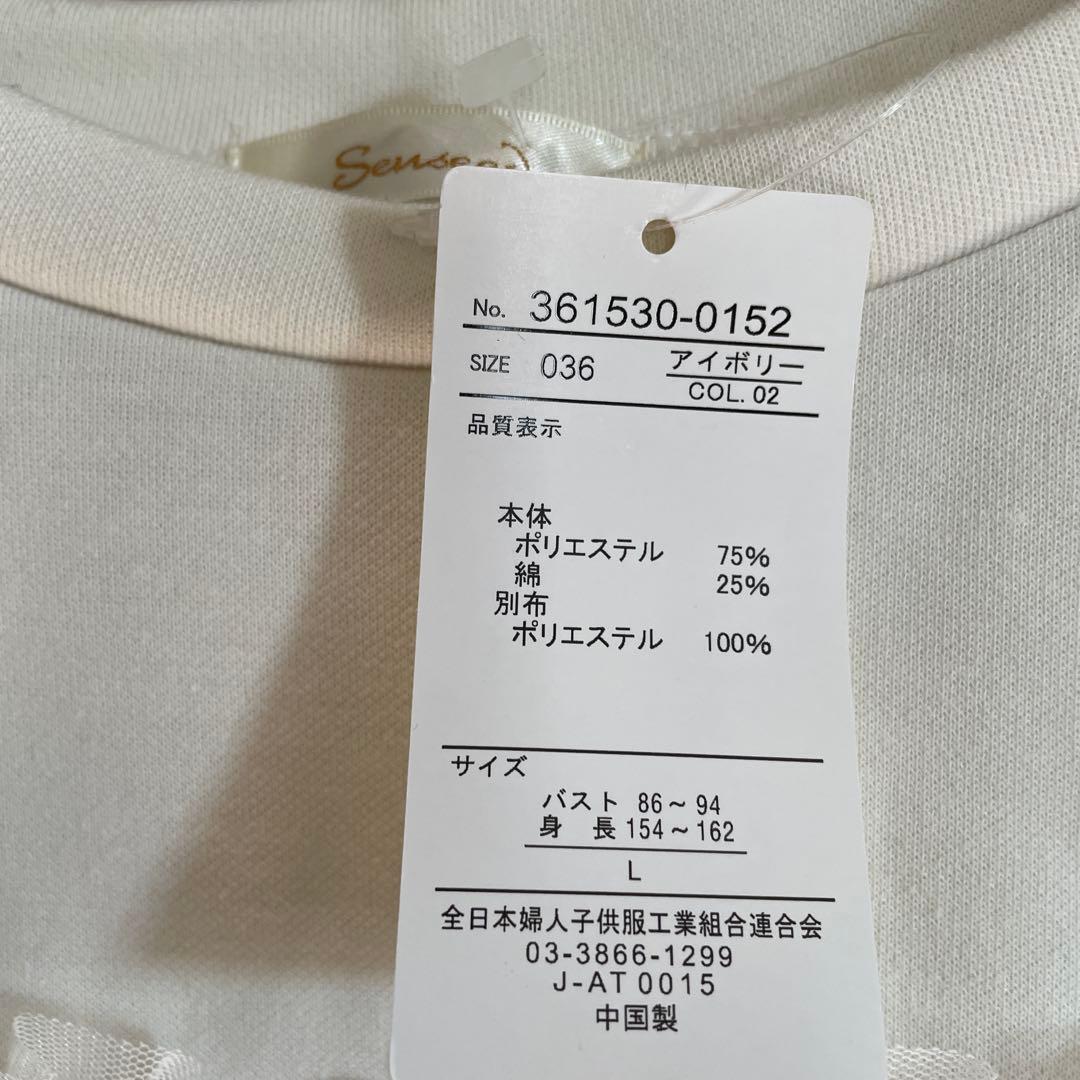 No. 361530-0152
SIZE 036 アイボリー
COL. 02
品質表示
本体
ポリエステル 75%
綿 25%
別布
ポリエステル 100%
サイズ
バスト 86～94
身 長 154～162
L
全日本婦人子供服工業組合連合会
03-3866-1299
J-AT 0015
中国製